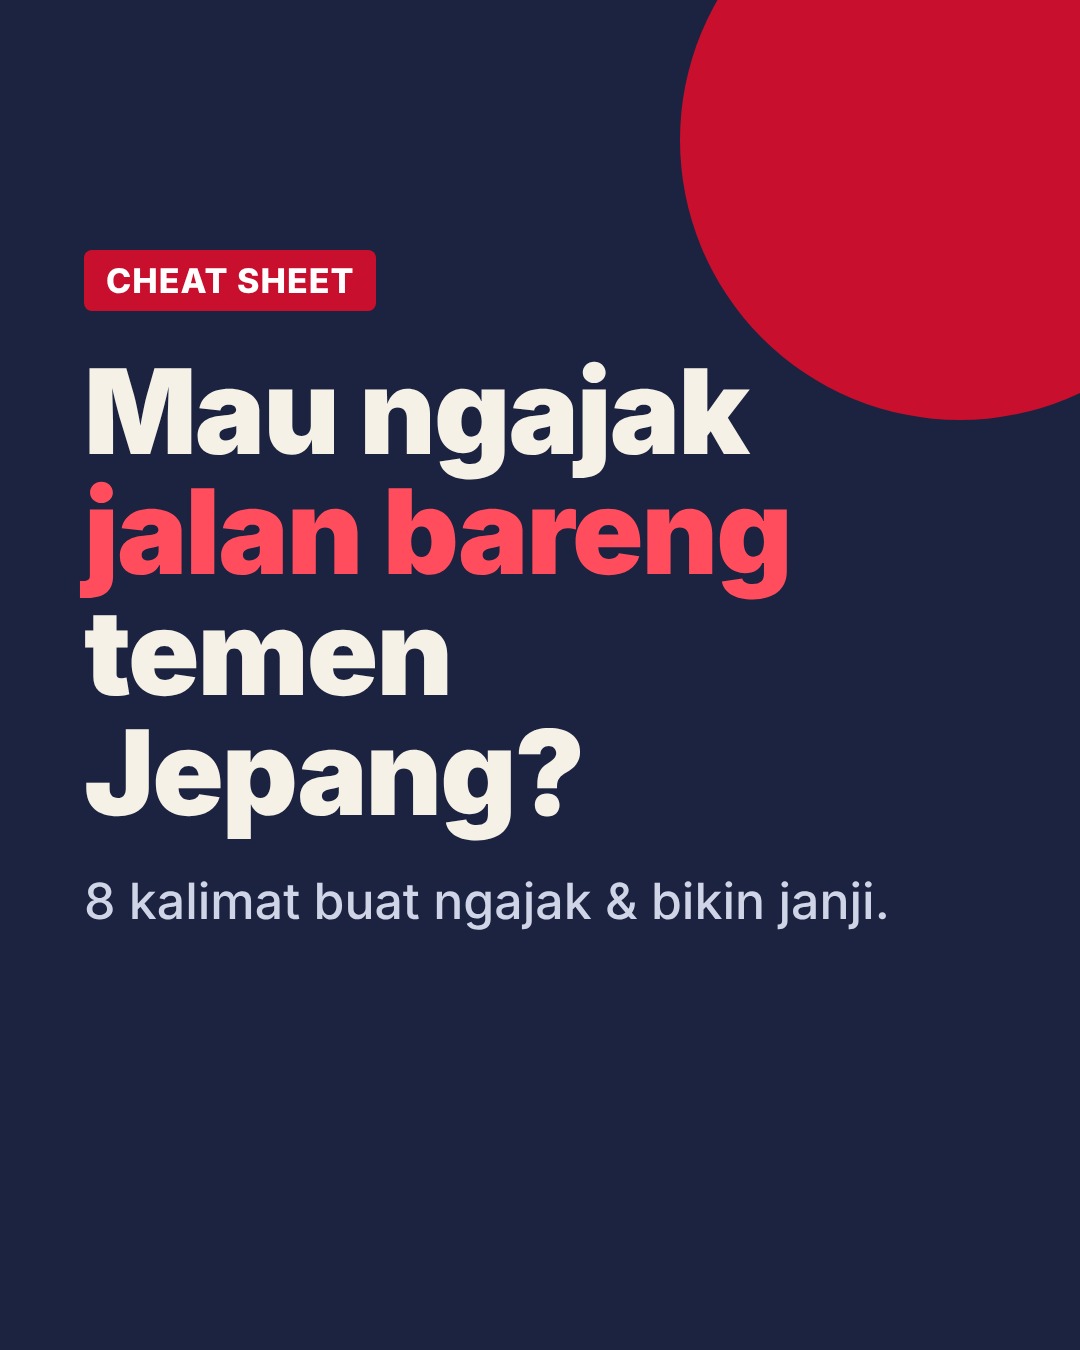 CHEAT SHEET
Mau ngajak
jalan bareng
temen
Jepang?
8 kalimat buat ngajak & bikin janji.